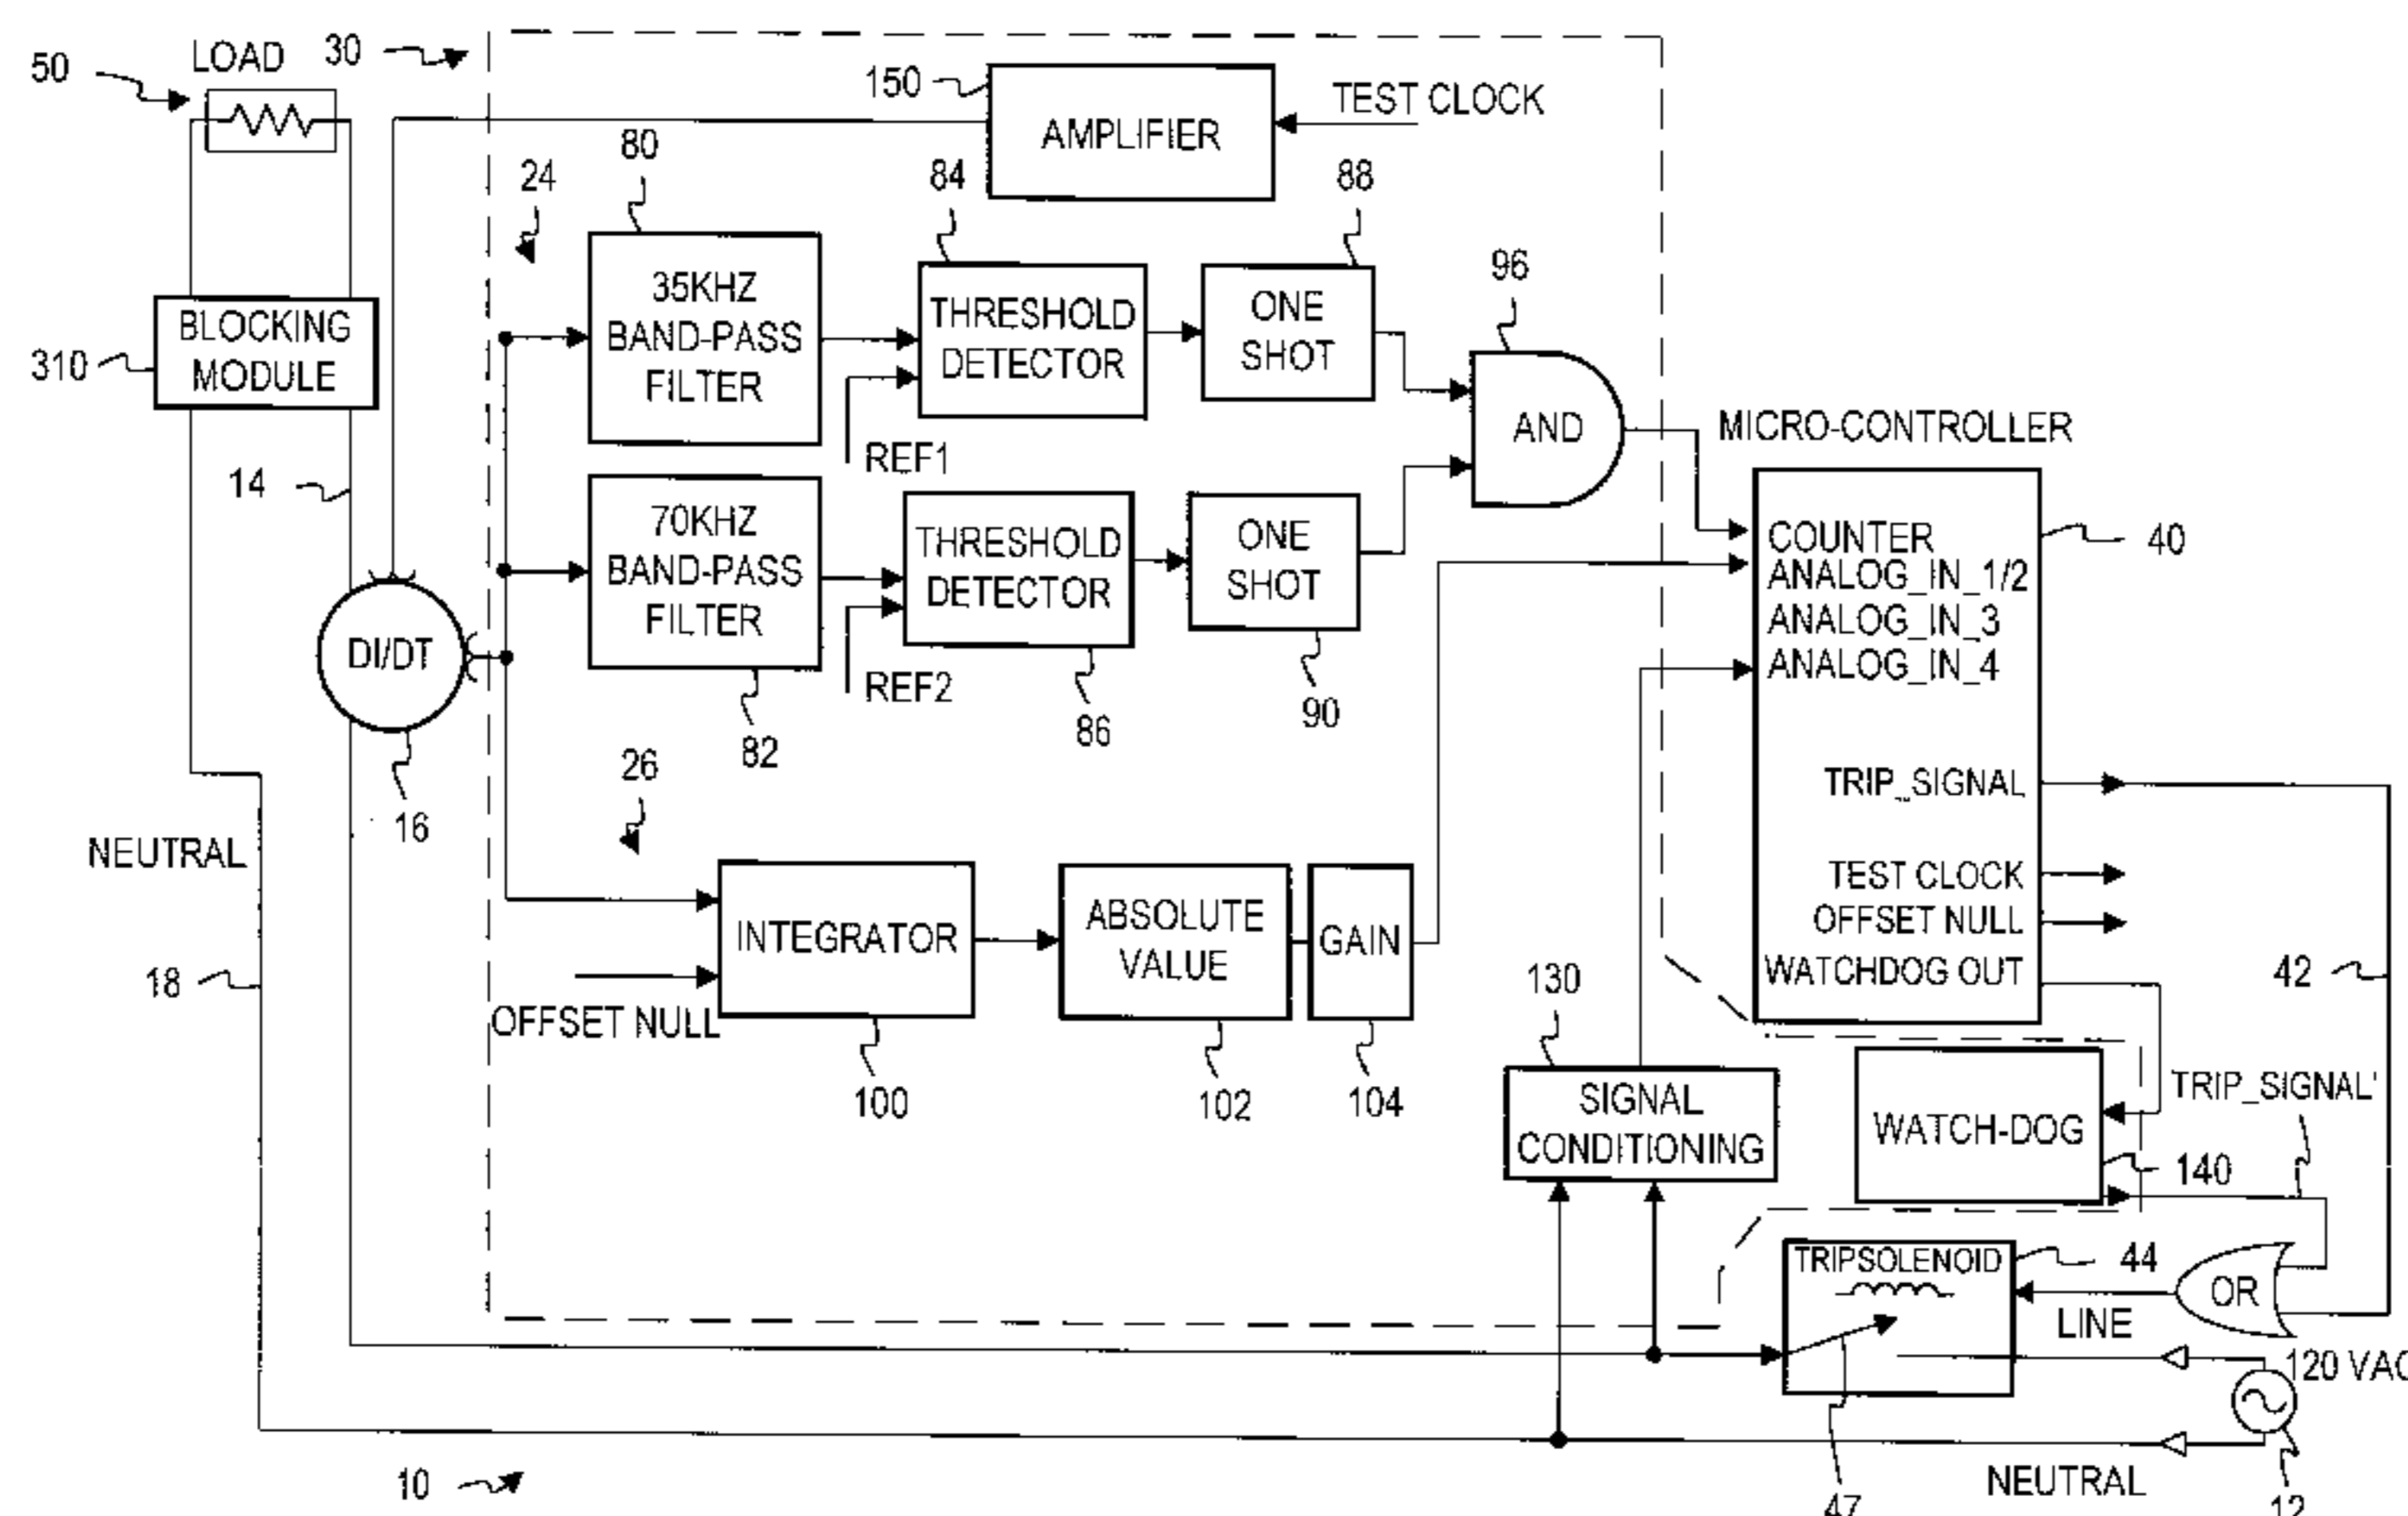 50
LOAD
30
150
AMPLIFIER
TEST CLOCK
24
80
84
88
96
35KHZ
BAND-PASS
FILTER
THRESHOLD
DETECTOR
ONE
SHOT
AND
REF1
310
BLOCKING
MODULE
14
70KHZ
BAND-PASS
FILTER
THRESHOLD
DETECTOR
ONE
SHOT
REF2
82
86
90
DI/DT
16
MICRO-CONTROLLER
40
COUNTER
ANALOG_IN_1/2
ANALOG_IN_3
ANALOG_IN_4
TRIP_SIGNAL
TEST CLOCK
OFFSET NULL
WATCHDOG OUT
42
26
NEUTRAL
18
INTEGRATOR
OFFSET NULL
100
ABSOLUTE
VALUE
102
GAIN
104
130
SIGNAL
CONDITIONING
WATCH-DOG
140
TRIP_SIGNAL'
TRIPSOLENOID
44
OR
LINE
120 VAC
NEUTRAL
10
47
12